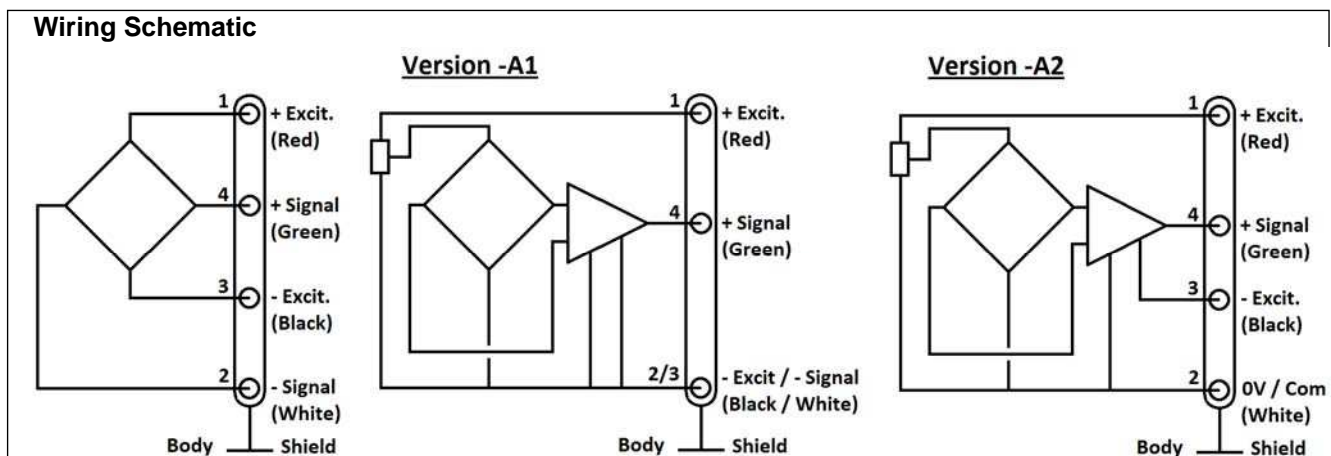 Wiring Schematic
1
+ Excit.
(Red)
4
+ Signal
(Green)
3
- Excit.
(Black)
2
- Signal
(White)
Body
Shield
Version -A1
1
+ Excit.
(Red)
4
+ Signal
(Green)
2/3
- Excit / - Signal
(Black / White)
Body
Shield
Version -A2
1
+ Excit.
(Red)
4
+ Signal
(Green)
3
- Excit.
(Black)
2
0V / Com
(White)
Body
Shield